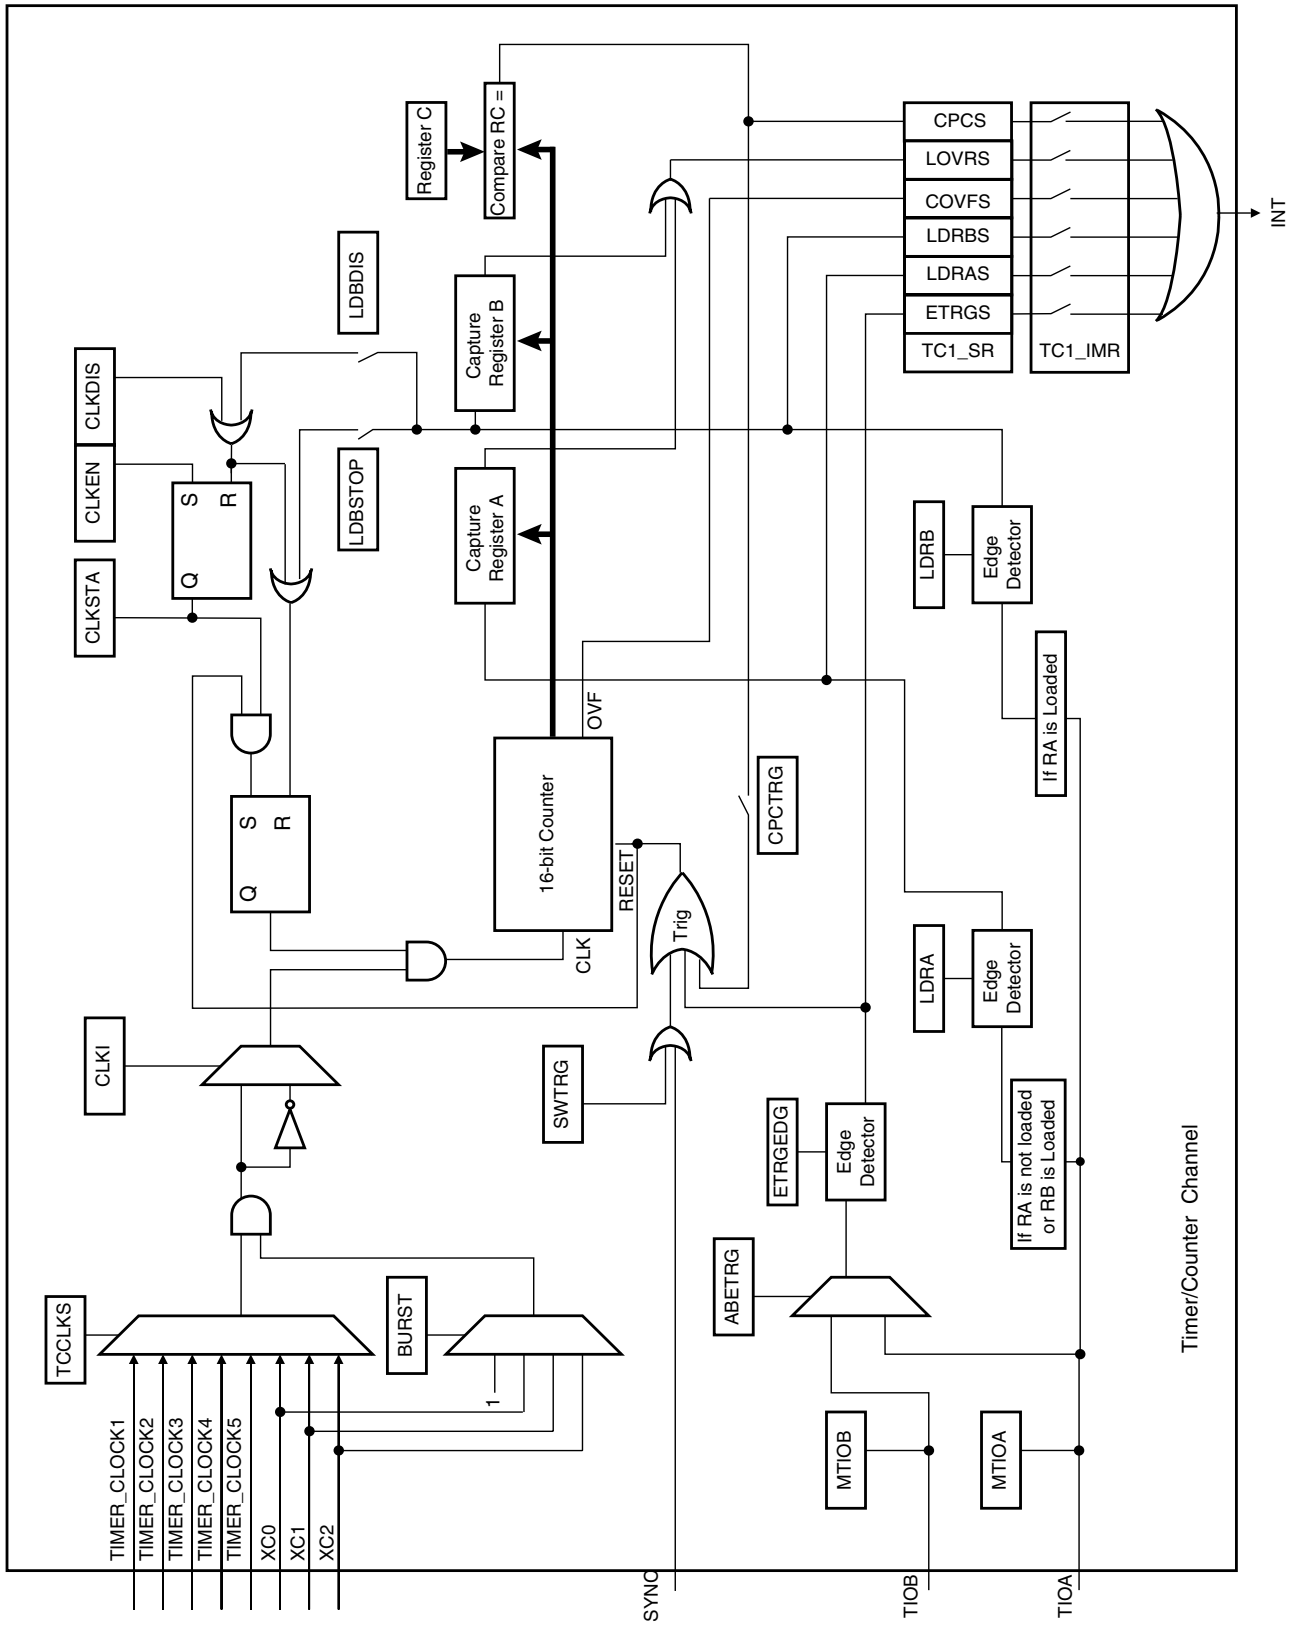 TIMER_CLOCK1
TIMER_CLOCK2
TIMER_CLOCK3
TIMER_CLOCK4
TIMER_CLOCK5
XC0
XC1
XC2
TCCLKS
BURST
1
CLKI
CLKSTA
CLKEN
CLKDIS
Q
S
R
Q
S
R
LDBSTOP
LDBDIS
SYNC
SWTRG
Trig
CLK
RESET
OVF
16-bit Counter
Capture
Register A
Capture
Register B
Register C
Compare RC =
CPCTRG
TIOB
TIOA
MTIOB
MTIOA
ABETRG
ETRGEDG
Edge
Detector
If RA is not loaded
or RB is Loaded
LDRA
Edge
Detector
If RA is Loaded
LDRB
Edge
Detector
CPCS
LOVRS
COVFS
LDRBS
LDRAS
ETRGS
TC1_SR
TC1_IMR
INT
Timer/Counter Channel